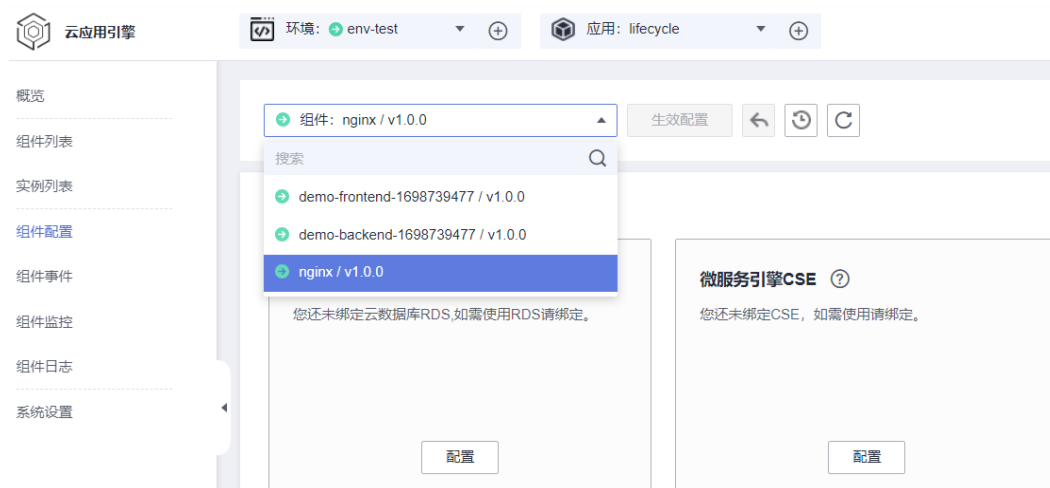 云应用引擎
环境: env-test
应用: lifecycle
概览
组件列表
实例列表
组件配置
组件事件
组件监控
组件日志
系统设置
组件: nginx / v1.0.0
生效配置
搜索
demo-frontend-1698739477 / v1.0.0
demo-backend-1698739477 / v1.0.0
nginx / v1.0.0
您还未绑定云数据库RDS,如需使用RDS请绑定。
配置
微服务引擎CSE
您还未绑定CSE，如需使用请绑定。
配置